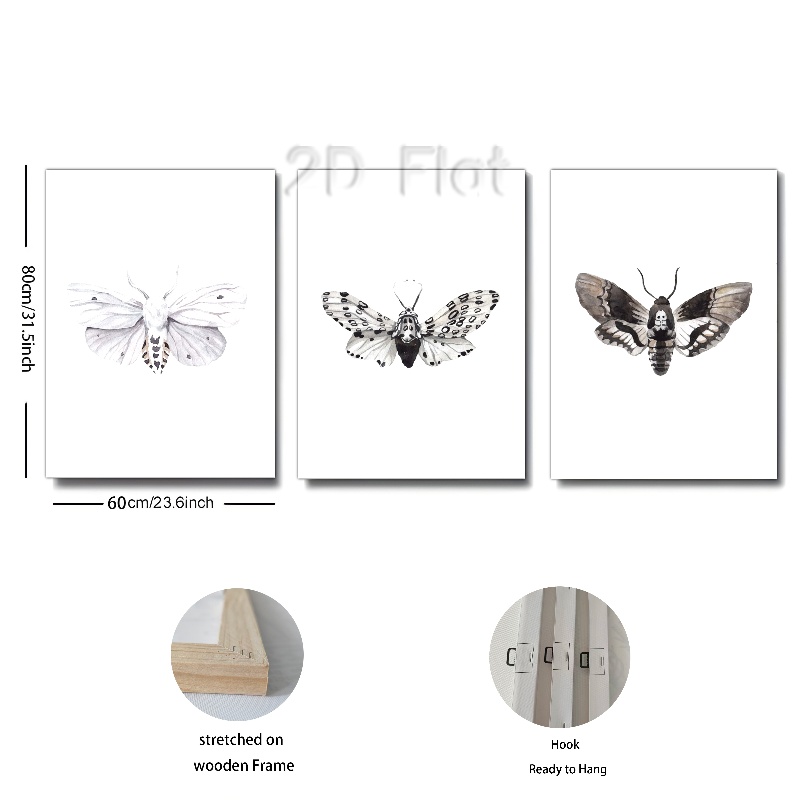 2D Flat
80cm/31.5inch
60cm/23.6inch
stretched on
wooden Frame
Hook
Ready to Hang